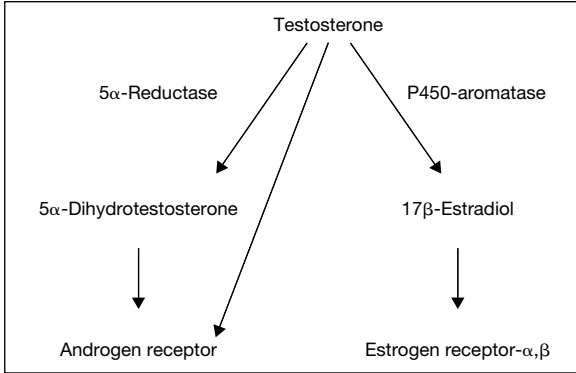 Testosterone
5α-Reductase
P450-aromatase
5α-Dihydrotestosterone
17β-Estradiol
Androgen receptor
Estrogen receptor-α,β